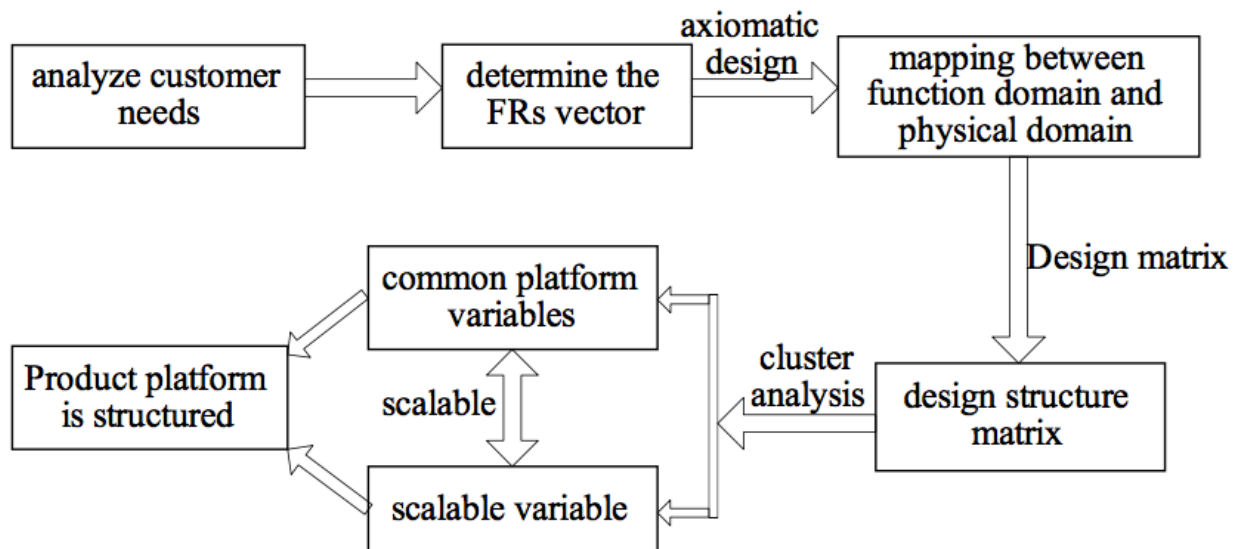 analyze customer
needs
determine the
FRs vector
axiomatic
design
mapping between
function domain and
physical domain
Design matrix
design structure
matrix
cluster
analysis
common platform
variables
scalable
scalable variable
Product platform
is structured